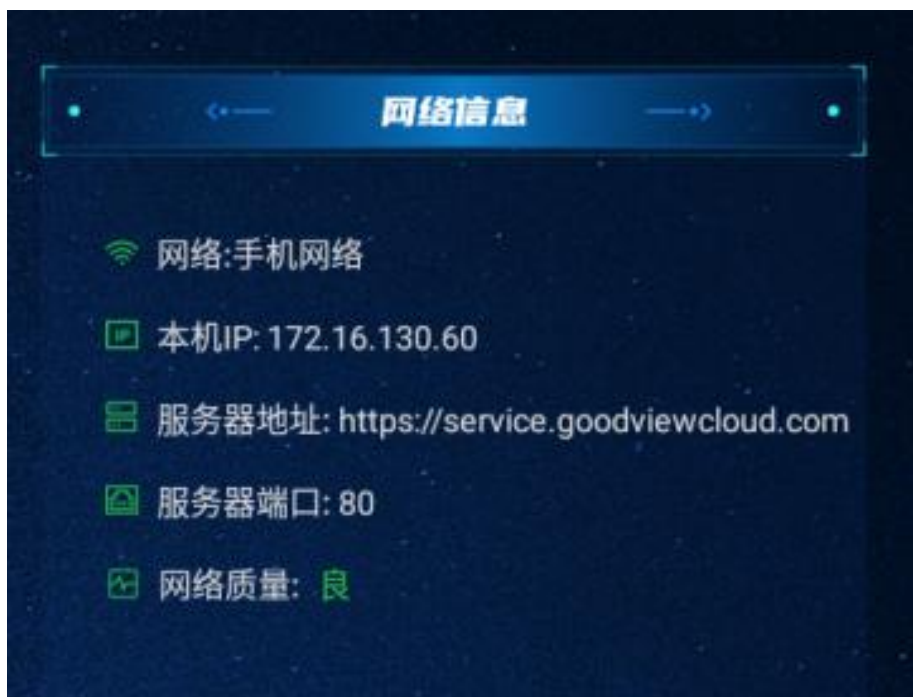 网络信息
网络:手机网络
IP 本机IP: 172.16.130.60
服务器地址: https://service.goodviewcloud.com
服务器端口: 80
网络质量: 良